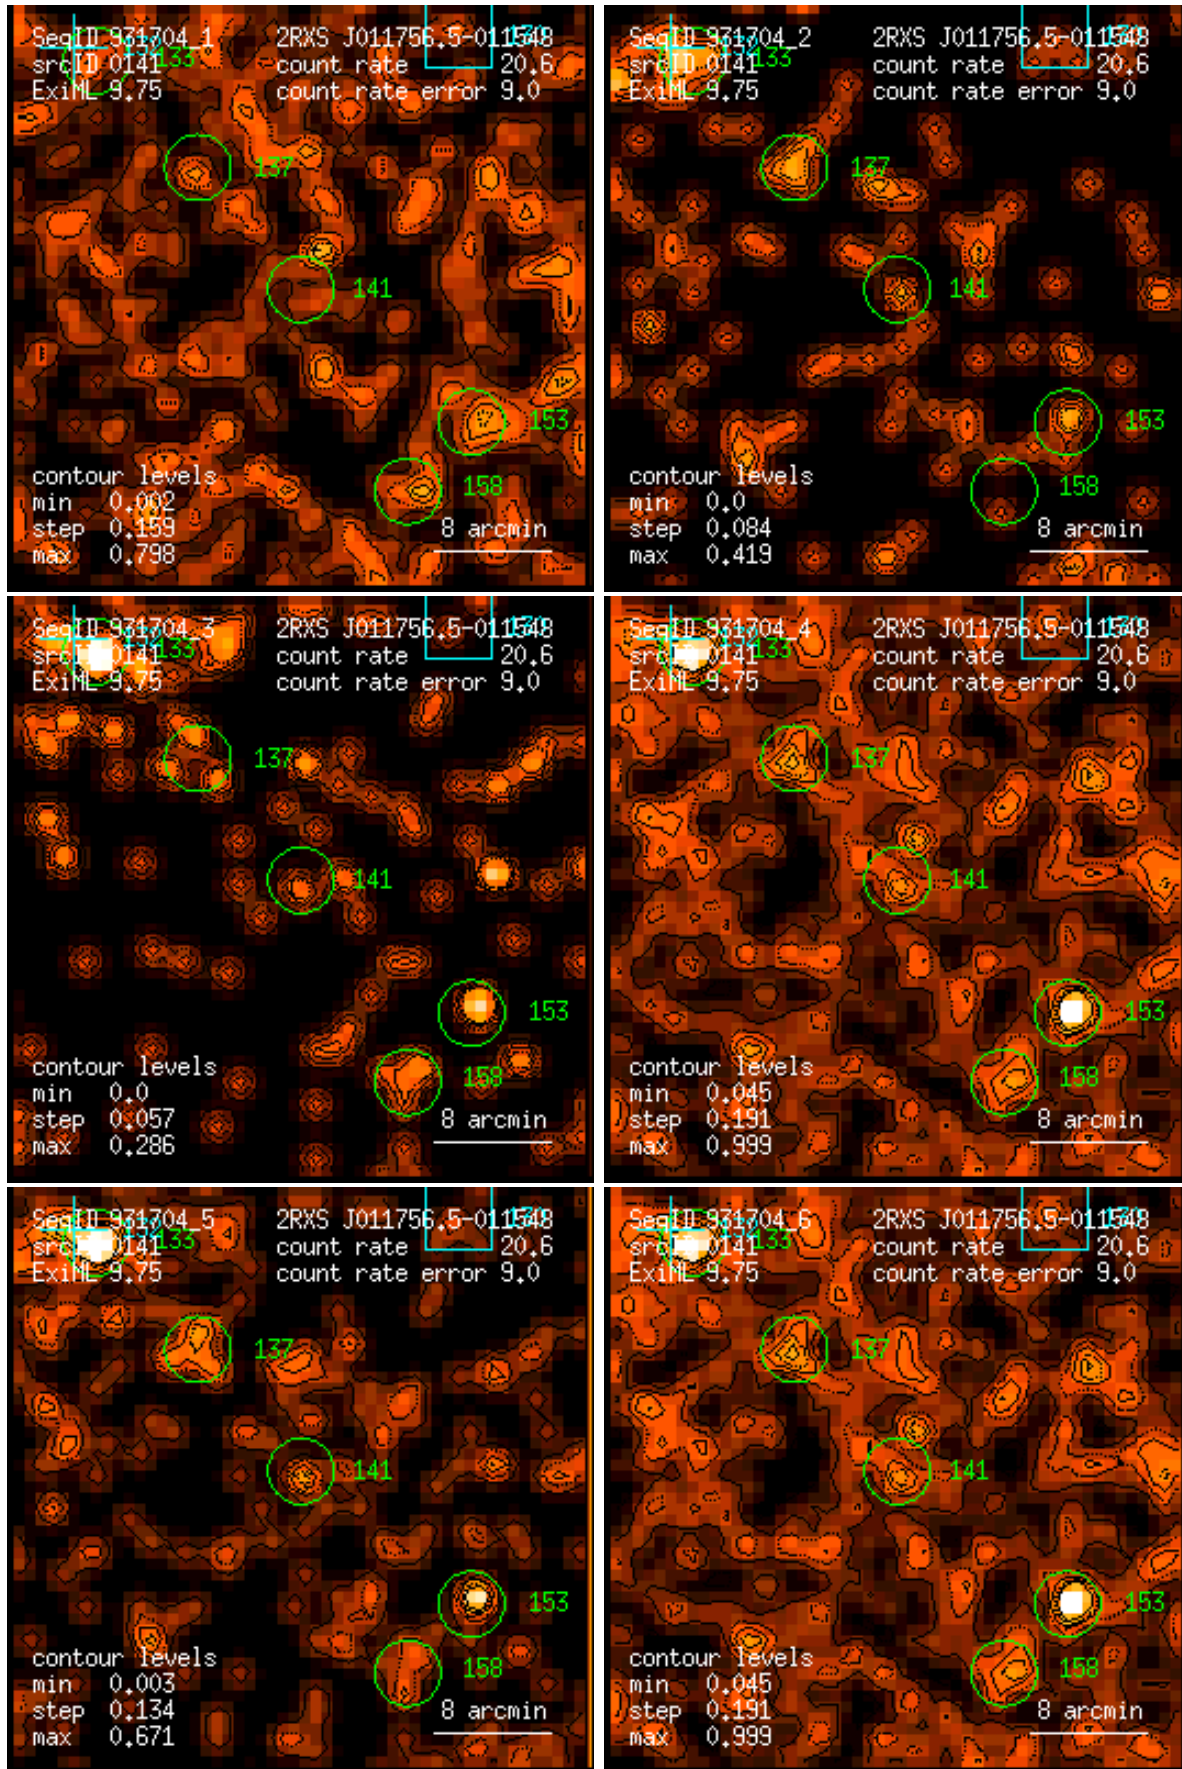 SeqID 931704_1 2RXS J011756.5-011548
srcID 0141 count rate 20.6
ExiML 9.75 count rate error 9.0
133
137
141
153
158
contour levels
min 0.002
step 0.159 8 arcmin
max 0.798
SeqID 931704_2 2RXS J011756.5-011548
srcID 0141 count rate 20.6
ExiML 9.75 count rate error 9.0
133
137
141
153
158
contour levels
min 0.0
step 0.084 8 arcmin
max 0.419
SeqID 931704_3 2RXS J011756.5-011548
srcID 0141 count rate 20.6
ExiML 9.75 count rate error 9.0
133
137
141
153
158
contour levels
min 0.0
step 0.057 8 arcmin
max 0.286
SeqID 931704_4 2RXS J011756.5-011548
srcID 0141 count rate 20.6
ExiML 9.75 count rate error 9.0
133
137
141
153
158
contour levels
min 0.045
step 0.191 8 arcmin
max 0.999
SeqID 931704_5 2RXS J011756.5-011548
srcID 0141 count rate 20.6
ExiML 9.75 count rate error 9.0
133
137
141
153
158
contour levels
min 0.003
step 0.134 8 arcmin
max 0.671
SeqID 931704_6 2RXS J011756.5-011548
srcID 0141 count rate 20.6
ExiML 9.75 count rate error 9.0
133
137
141
153
158
contour levels
min 0.045
step 0.191 8 arcmin
max 0.999